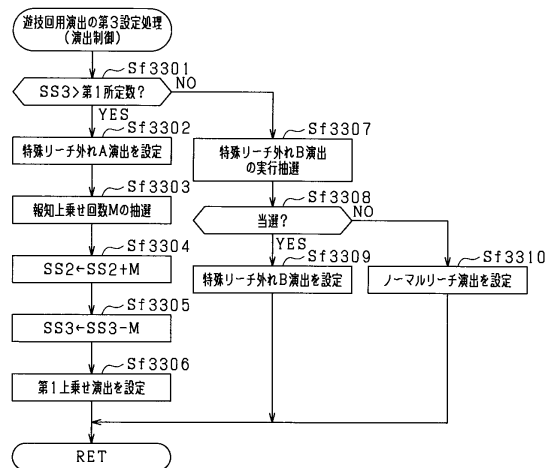 遊技回用演出の第3設定処理
(演出制御)
Sf3301
SS3>第1所定数?
NO
YES
Sf3302
特殊リーチ外れA演出を設定
Sf3303
報知上乗せ回数Mの抽選
Sf3304
SS2←SS2+M
Sf3305
SS3←SS3-M
Sf3306
第1上乗せ演出を設定
Sf3307
特殊リーチ外れB演出
の実行抽選
Sf3308
当選?
NO
YES
Sf3309
特殊リーチ外れB演出を設定
Sf3310
ノーマルリーチ演出を設定
RET